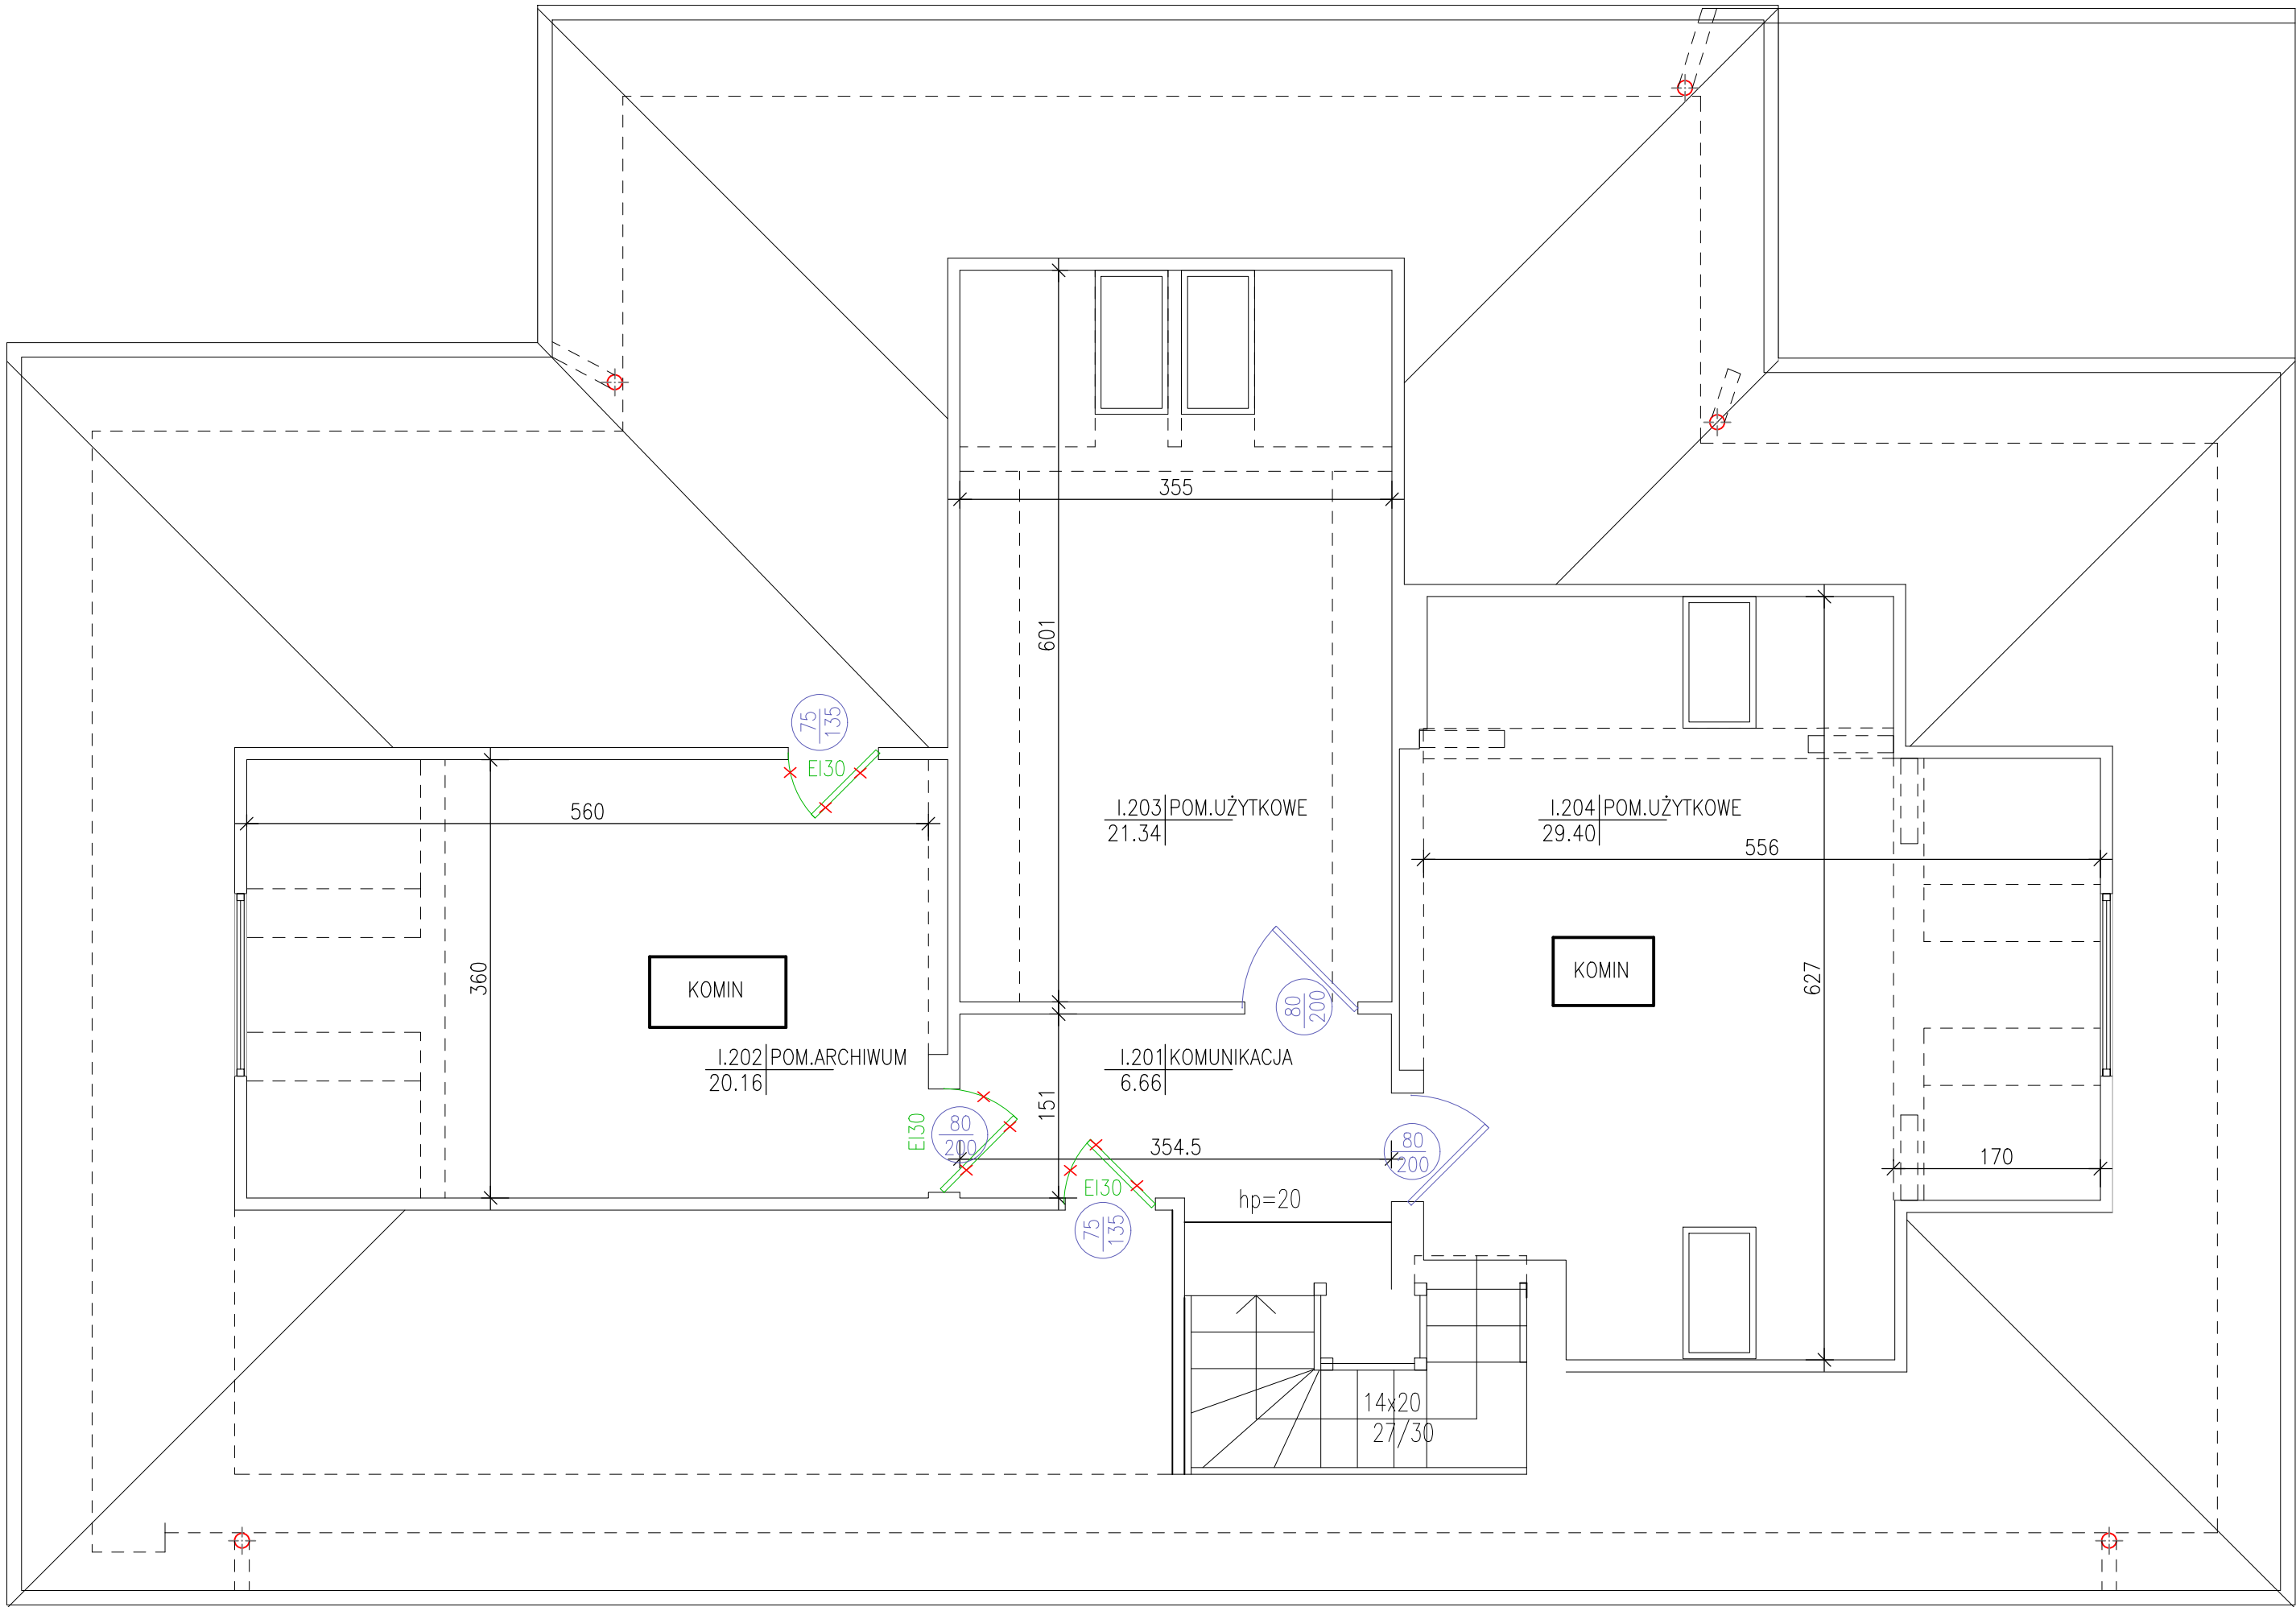 355
601
75
135
EI30
560
I.203 POM.UŻYTKOWE
21.34
I.204 POM.UŻYTKOWE
29.40
556
360
KOMIN
KOMIN
627
80
200
I.202 POM.ARCHIWUM
20.16
I.201 KOMUNIKACJA
6.66
151
EI30
80
200
354.5
80
200
170
EI30
hp=20
75
135
14x20
27/30